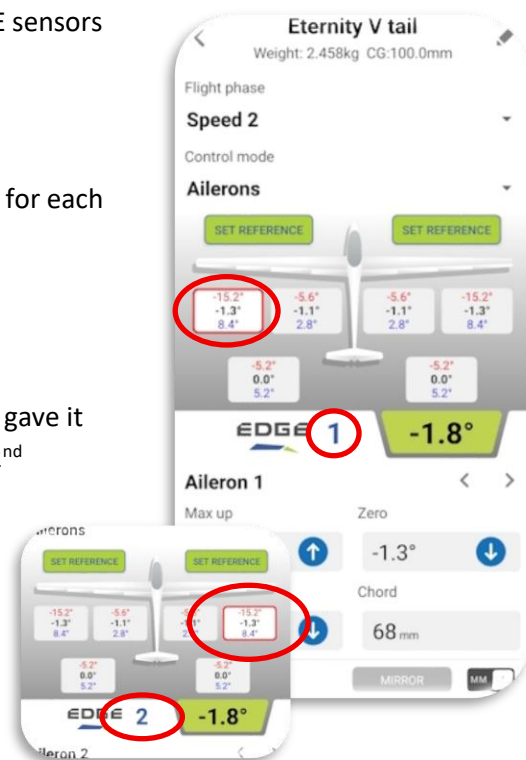 E sensors
for each
gave it
nd
Eternity V tail
Weight: 2.458kg CG:100.0mm
Flight phase
Speed 2
Control mode
Ailerons
SET REFERENCE SET REFERENCE
-15.2° -5.6° -5.6° -15.2°
-1.3° -1.1° -1.1° -1.3°
8.4° 2.8° 2.8° 8.4°
-5.2° -5.2°
0.0° 0.0°
5.2° 5.2°
EDGE 1 -1.8°
Aileron 1
Max up Zero
-1.3°
Chord
68 mm
MIRROR MM
SET REFERENCE SET REFERENCE
-15.2° -5.6° -15.2°
-1.3° -1.1° -1.3°
8.4° 2.8° 8.4°
-5.2° -5.2°
0.0° 0.0°
5.2° 5.2°
EDGE 2 -1.8°